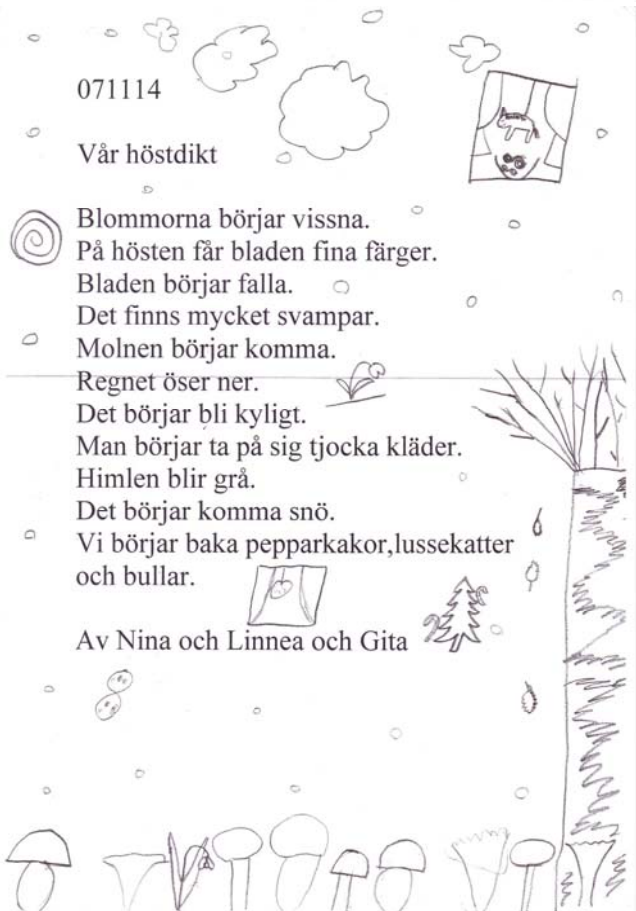 071114
Vår höstdikt
Blommorna börjar vissna.
På hösten får bladen fina färger.
Bladen börjar falla.
Det finns mycket svampar.
Molnen börjar komma.
Regnet öser ner.
Det börjar bli kyligt.
Man börjar ta på sig tjocka kläder.
Himlen blir grå.
Det börjar komma snö.
Vi börjar baka pepparkakor,lussekatter
och bullar.
Av Nina och Linnea och Gita